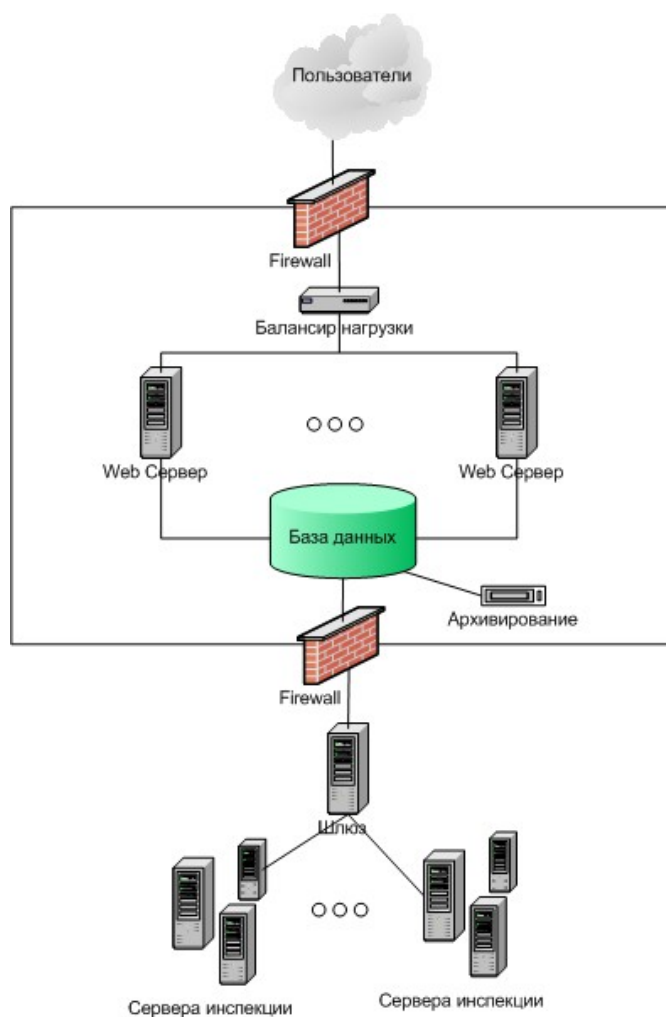 Пользователи
Firewall
Балансир нагрузки
Web Сервер
Web Сервер
База данных
Архивирование
Firewall
Шлюз
Сервера инспекции
Сервера инспекции